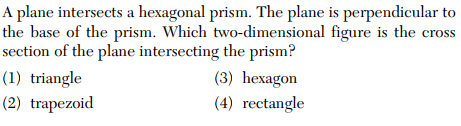 A plane intersects a hexagonal prism. The plane is perpendicular to
the base of the prism. Which two-dimensional figure is the cross
section of the plane intersecting the prism?
(1) triangle (3) hexagon
(2) trapezoid (4) rectangle